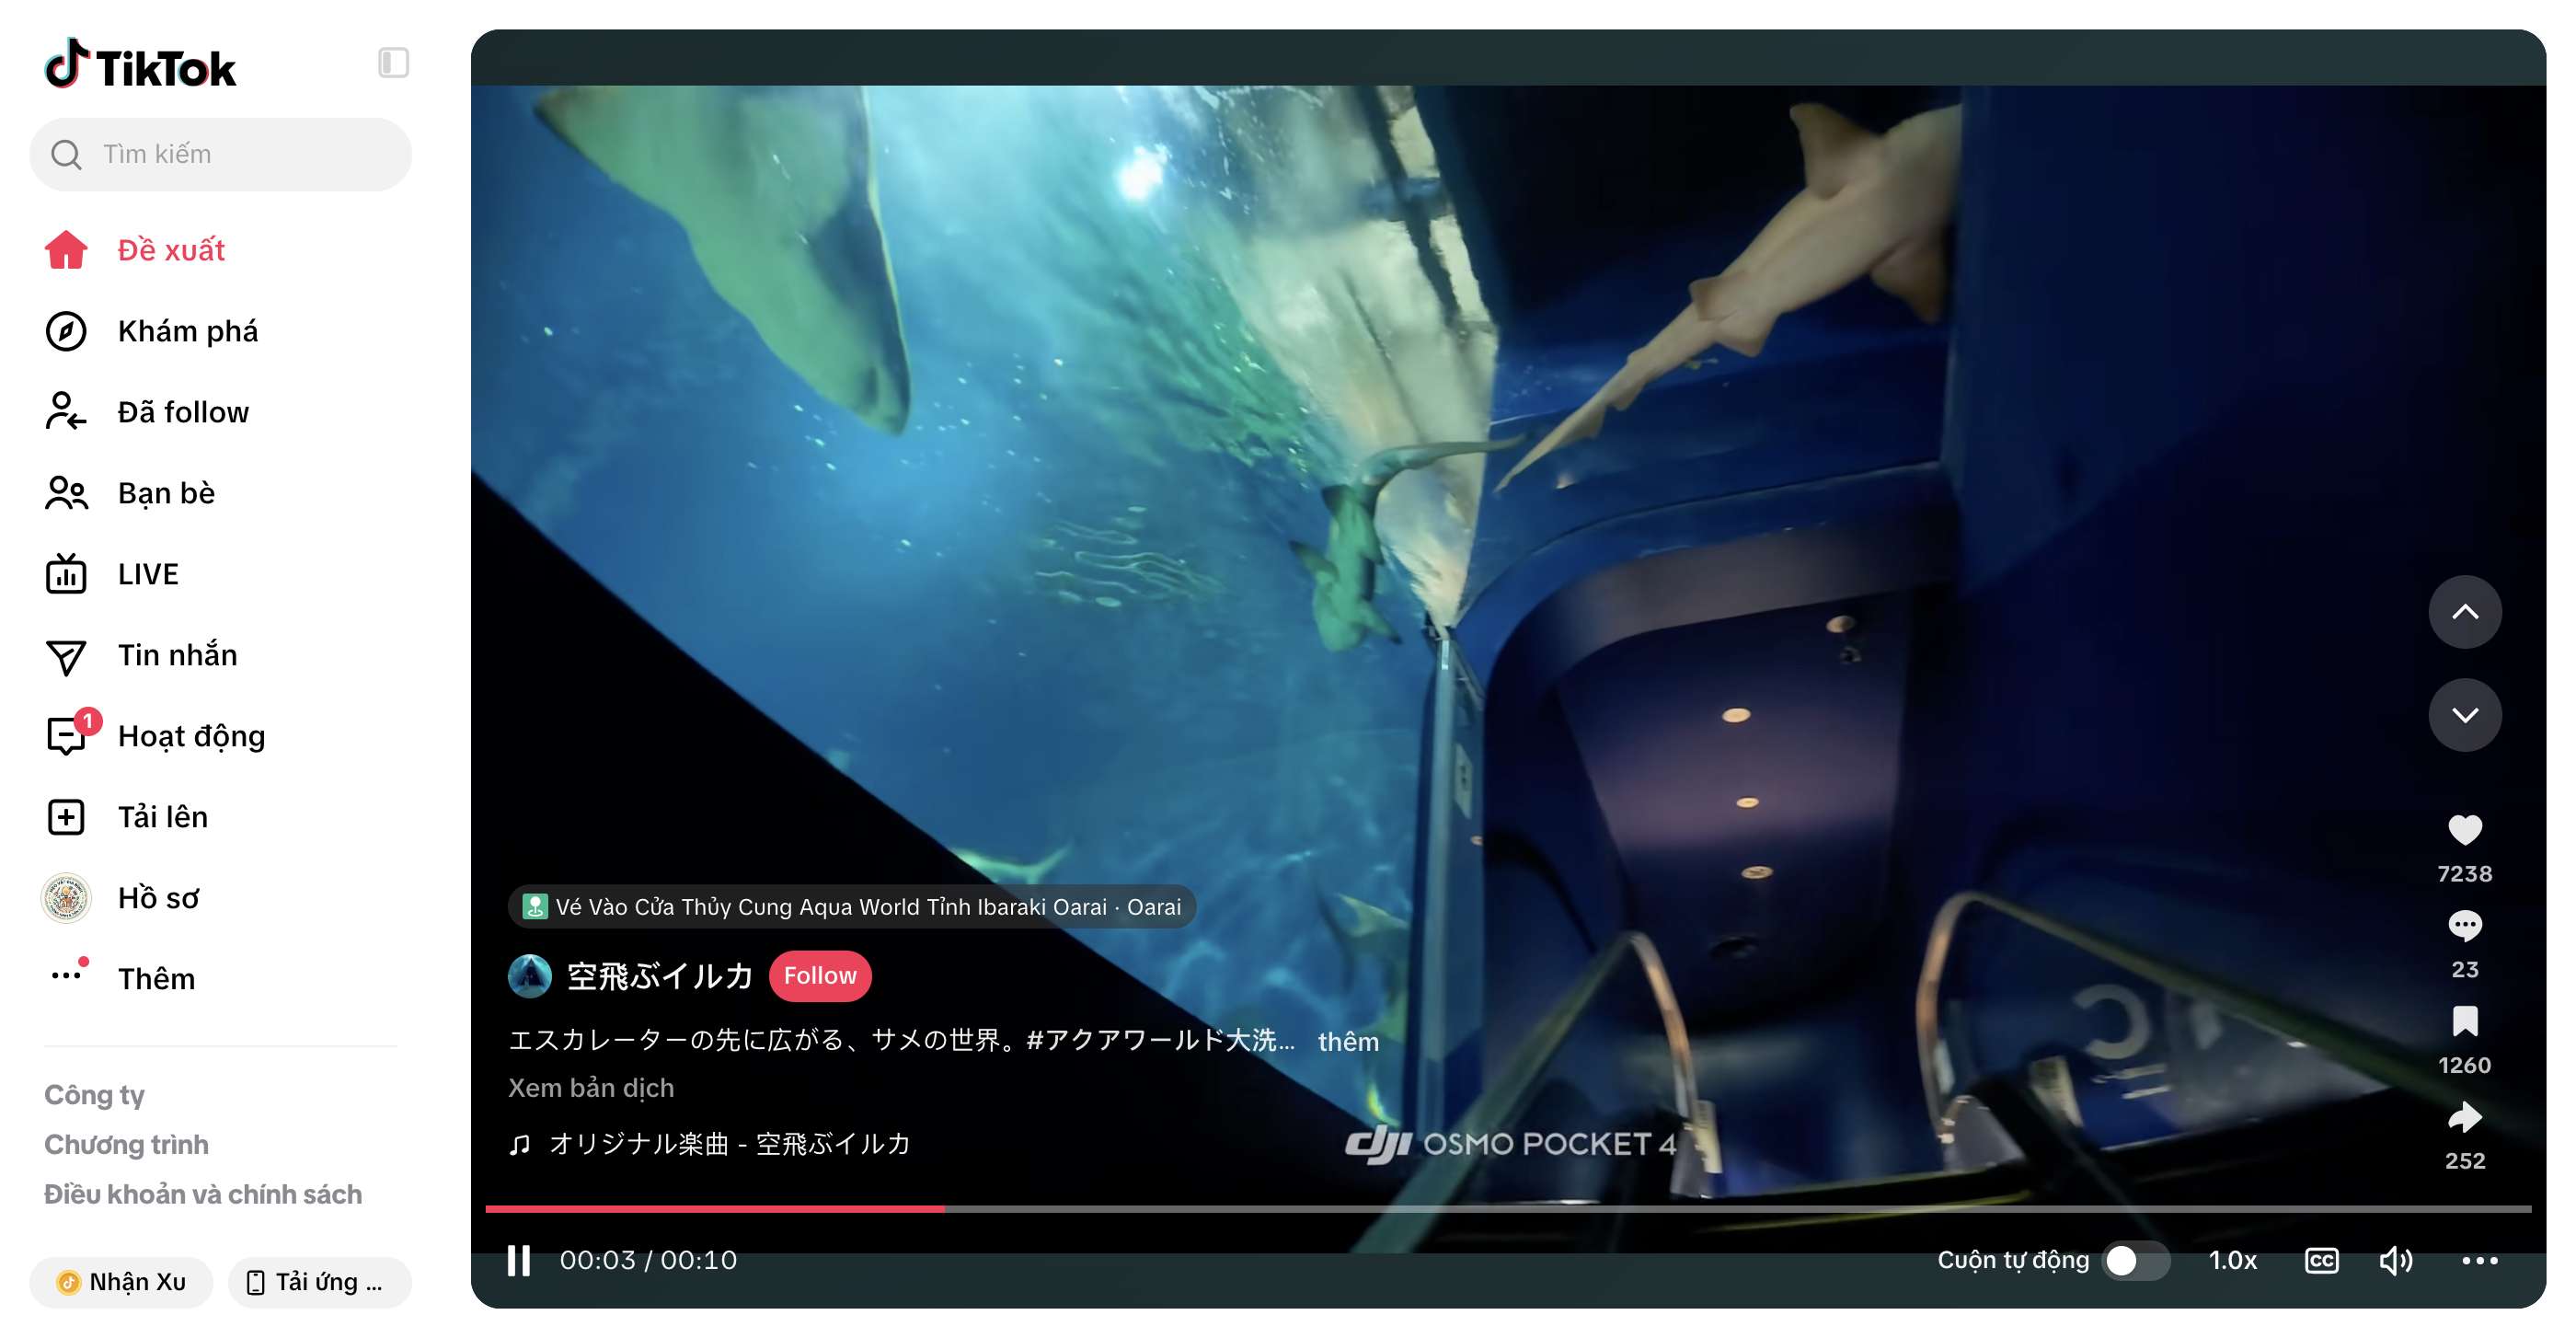 TikTok
Tìm kiếm
Đề xuất
Khám phá
Đã follow
Bạn bè
LIVE
Tin nhắn
1
Hoạt động
Tải lên
Hồ sơ
Thêm
Công ty
Chương trình
Điều khoản và chính sách
Nhận Xu
Tải ứng ...
Vé Vào Cửa Thủy Cung Aqua World Tỉnh Ibaraki Oarai · Oarai
空飛ぶイルカ Follow
エスカレーターの先に広がる、サメの世界。#アクアワールド大洗... thêm
Xem bản dịch
オリジナル楽曲 - 空飛ぶイルカ
dji OSMO POCKET 4
7238
23
1260
252
00:03 / 00:10
Cuộn tự động
1.0x
CC